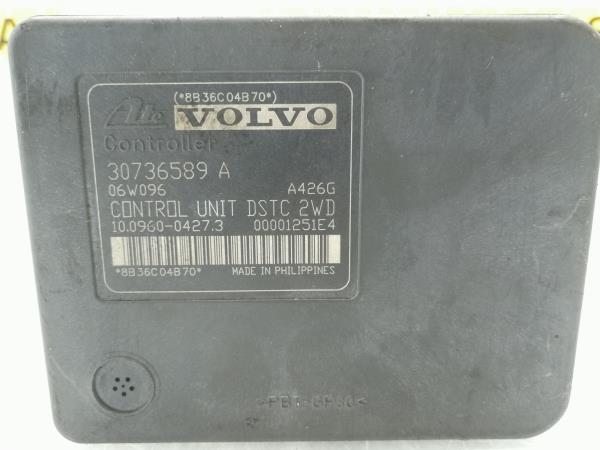 (*8B36C04B70*)
Ate VOLVO
Controller
30736589 A
06W096 A426G
CONTROL UNIT DSTC 2WD
10.0960-0427.3 00001251E4
*8B36C04B70* MADE IN PHILIPPINES